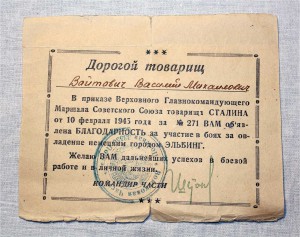 Дорогой товарищ
Войтович Василий Михайлович
В приказе Верховного Главнокомандующего
Маршала Советского Союза товарища СТАЛИНА
от 10 февраля 1945 года за № 271 ВАМ об'я-
влена БЛАГОДАРНОСТЬ за участие в боях за ов-
ладение немецким городом ЭЛЬБИНГ.
Желаю ВАМ дальнейших успехов в боевой
работе и в личной жизни.
КОМАНДИР ЧАСТИ